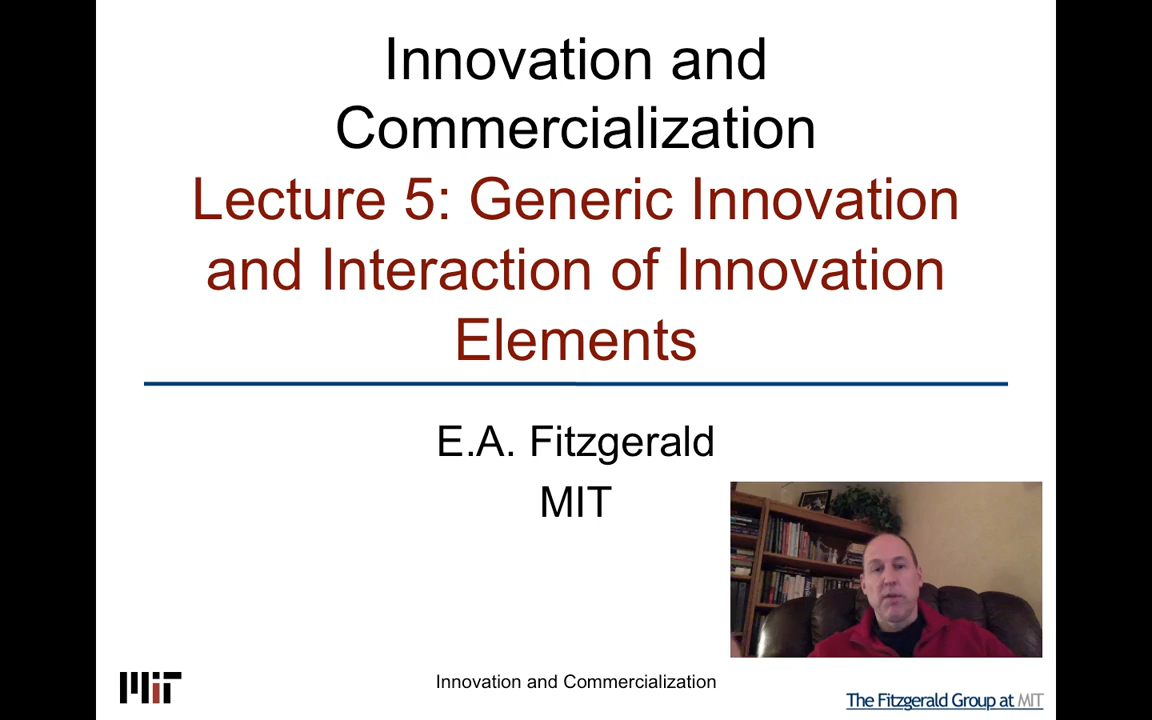 Innovation and
Commercialization
Lecture 5: Generic Innovation
and Interaction of Innovation
Elements
E.A. Fitzgerald
MIT
MIT
Innovation and Commercialization
The Fitzgerald Group at MIT